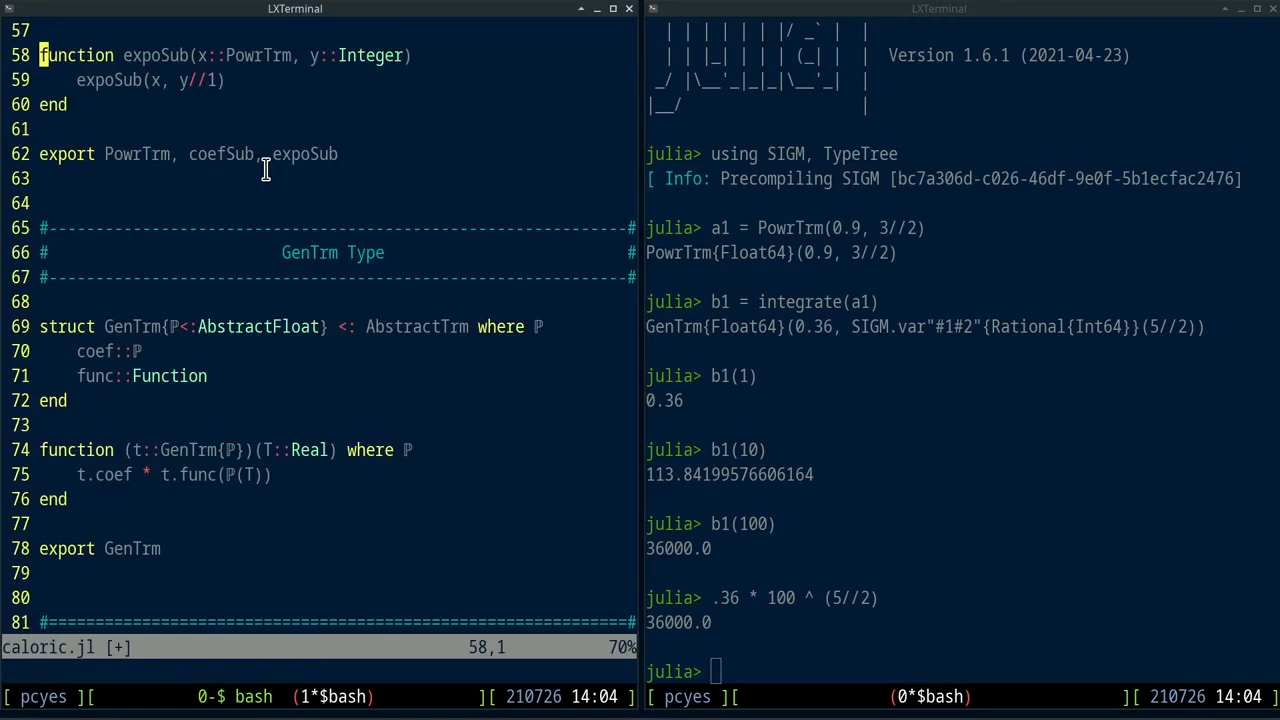 LXTerminal
57
58 function expoSub(x::PowrTrm, y::Integer)
59     expoSub(x, y//1)
60 end
61
62 export PowrTrm, coefSub, expoSub
63
64
65 #---------------------------------------------------------------#
66 #                         GenTrm Type                          #
67 #---------------------------------------------------------------#
68
69 struct GenTrm{ℙ<:AbstractFloat} <: AbstractTrm where ℙ
70     coef::ℙ
71     func::Function
72 end
73
74 function (t::GenTrm{ℙ})(T::Real) where ℙ
75     t.coef * t.func(ℙ(T))
76 end
77
78 export GenTrm
79
80
81 #===============================================================#
caloric.jl [+]                          58,1           70%
[ pcyes ][           0-$ bash  (1*$bash)           ][ 210726 14:04 ]
LXTerminal
  | | | | | | |/ _` |  |
  | | |_| | | | (_| |  |  Version 1.6.1 (2021-04-23)
 _/ |\__'_|_|_|\__'_|  |
|__/                   |
julia> using SIGM, TypeTree
[ Info: Precompiling SIGM [bc7a306d-c026-46df-9e0f-5b1ecfac2476]
julia> a1 = PowrTrm(0.9, 3//2)
PowrTrm{Float64}(0.9, 3//2)
julia> b1 = integrate(a1)
GenTrm{Float64}(0.36, SIGM.var"#1#2"{Rational{Int64}}(5//2))
julia> b1(1)
0.36
julia> b1(10)
113.84199576606164
julia> b1(100)
36000.0
julia> .36 * 100 ^ (5//2)
36000.0
julia>
[ pcyes ][                (0*$bash)                ][ 210726 14:04 ]